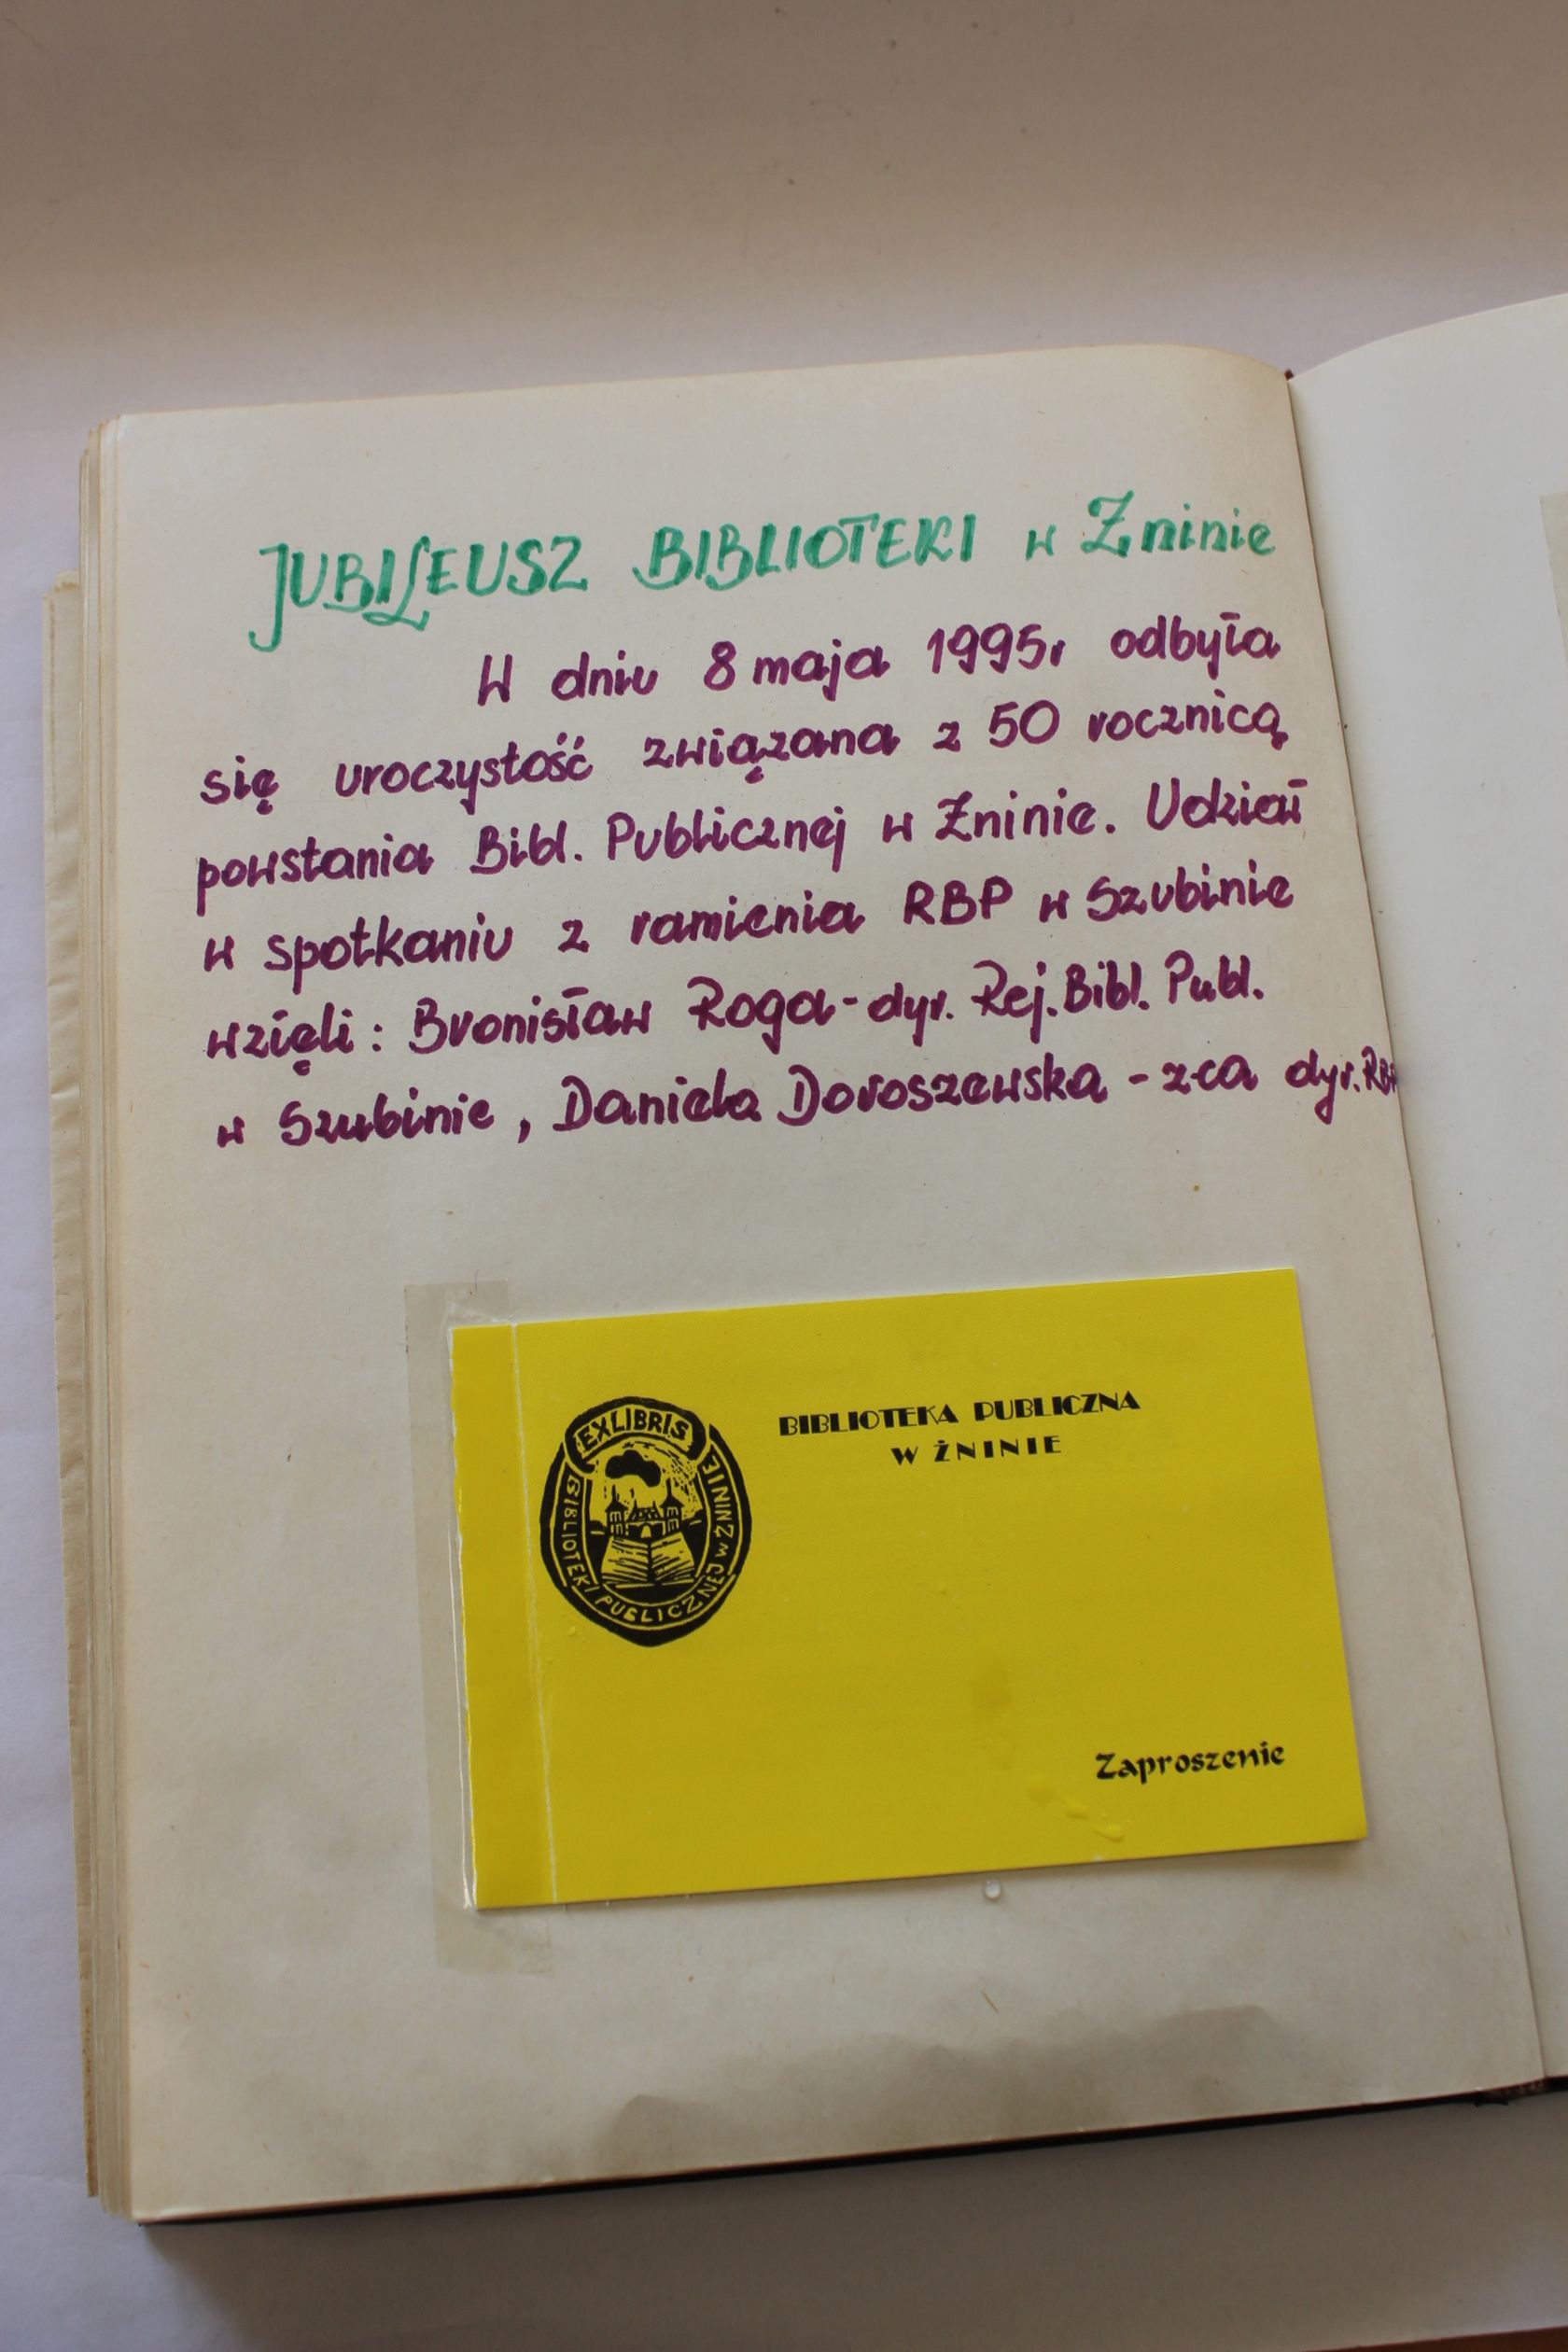 JUBILEUSZ BIBLIOTEKI w Żninie
W dniu 8 maja 1995r odbyła
się uroczystość związana z 50 rocznicą
powstania Bibl. Publicznej w Żninie. Udział
w spotkaniu z ramienia RBP w Szubinie
wzięli: Bronisław Roga - dyr. Rej. Bibl. Publ.
w Szubinie, Daniela Doroszewska - z-ca dyr. RBP
BIBLIOTEKA PUBLICZNA
W ŻNINIE
EXLIBRIS
BIBLIOTEKI PUBLICZNEJ W ŻNINIE
Zaproszenie